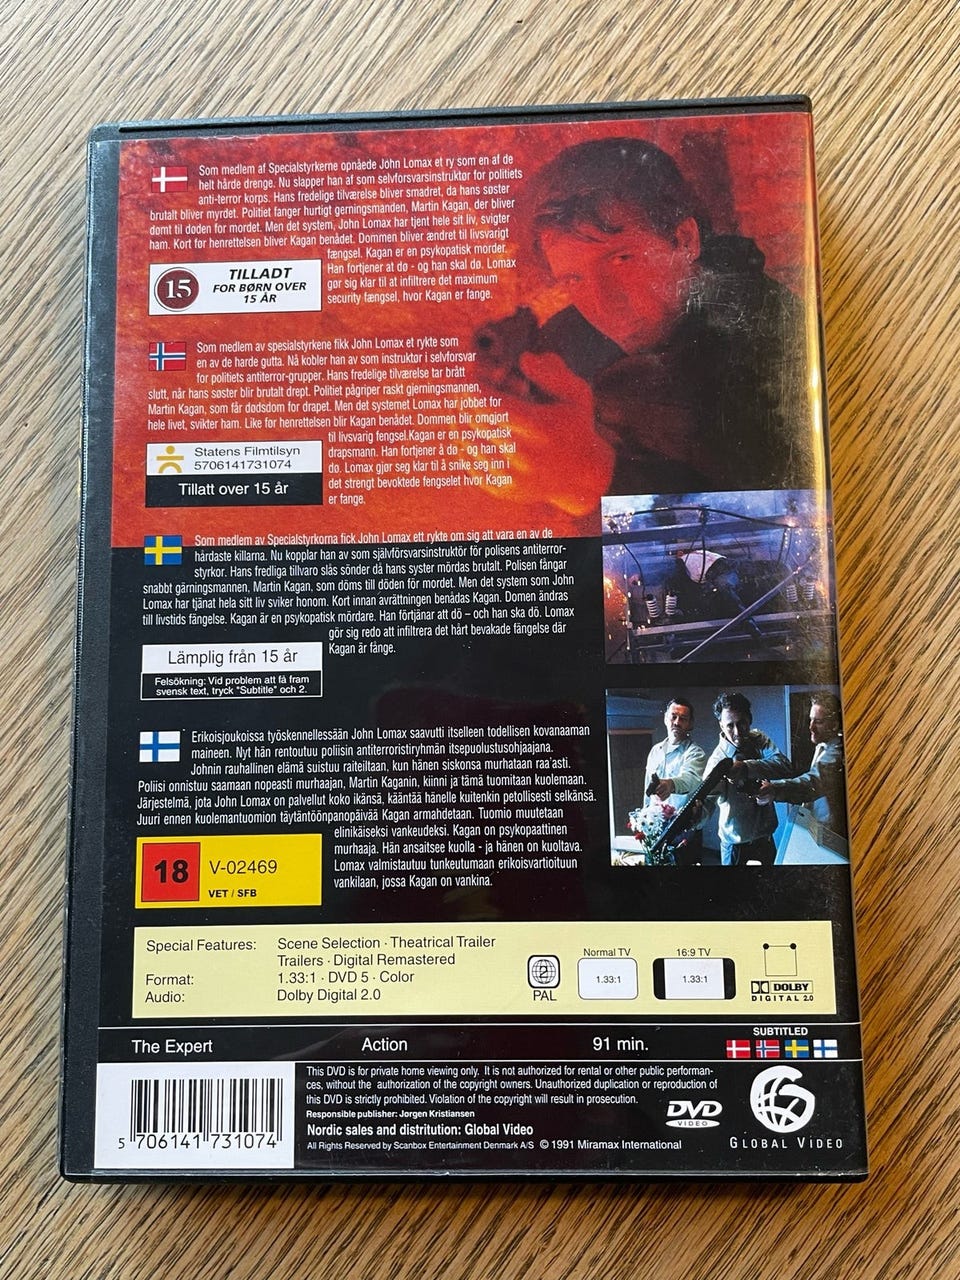 Som medlem af Specialstyrkerne opnåede John Lomax et ry som en af de
helt hårde drenge. Nu slapper han af som selvforsvarsinstruktor for politiets
anti-terror korps. Hans fredelige tilværelse bliver smadret, da hans søster
brutalt bliver myrdet. Politiet fanger hurtigt gerningsmanden, Martin Kagan, der bliver
dømt til døden for mordet. Men det system, John Lomax har tjent hele sit liv, svigter
ham. Kort før henrettelsen bliver Kagan benådet. Dommen bliver ændret til livsvarigt
fængsel. Kagan er en psykopatisk morder.
Han fortjener at dø - og han skal dø. Lomax
gør sig klar til at infiltrere det maximum
security fængsel, hvor Kagan er fange.
15
TILLADT
FOR BØRN OVER
15 ÅR
Som medlem av spesialstyrkene fikk John Lomax et rykte som
en av de harde gutta. Nå kobler han av som instruktør i selvforsvar
for politiets antiterror-grupper. Hans fredelige tilværelse tar brått
slutt, når hans søster blir brutalt drept. Politiet pågriper raskt gjerningsmannen,
Martin Kagan, som får dødsdom for drapet. Men det systemet Lomax har jobbet for
hele livet, svikter ham. Like før henrettelsen blir Kagan benådet. Dommen blir omgjort
til livsvarig fengsel.Kagan er en psykopatisk
drapsmann. Han fortjener å dø - og han skal
dø. Lomax gjør seg klar til å snike seg inn i
det strengt bevoktede fengselet hvor Kagan
er fange.
Statens Filmtilsyn
5706141731074
Tillatt over 15 år
Som medlem av Specialstyrkorna fick John Lomax ett rykte om sig att vara en av de
hårdaste killarna. Nu kopplar han av som självförsvarsinstruktör för polisens antiterror-
styrkor. Hans fredliga tillvaro slås sönder då hans syster mördas brutalt. Polisen fångar
snabbt gärningsmannen, Martin Kagan, som döms till döden för mordet. Men det system som John
Lomax har tjänat hela sitt liv sviker honom. Kort innan avrättningen benådas Kagan. Domen ändras
till livstids fängelse. Kagan är en psykopatisk mördare. Han förtjänar att dö – och han ska dö. Lomax
gör sig redo att infiltrera det hårt bevakade fängelse där
Kagan är fånge.
Lämplig från 15 år
Felsökning: Vid problem att få fram
svensk text, tryck "Subtitle" och 2.
Erikoisjoukoissa työskennellessään John Lomax saavutti itselleen todellisen kovanaaman
maineen. Nyt hän rentoutuu poliisin antiterroristiryhmän itsepuolustusohjaajana.
Johnin rauhallinen elämä suistuu raiteiltaan, kun hänen siskonsa murhataan raa'asti.
Poliisi onnistuu saamaan nopeasti murhaajan, Martin Kaganin, kiinni ja tämä tuomitaan kuolemaan.
Järjestelmä, jota John Lomax on palvellut koko ikänsä, kääntää hänelle kuitenkin petollisesti selkänsä.
Juuri ennen kuolemantuomion täytäntöönpanopäivää Kagan armahdetaan. Tuomio muutetaan
elinikäiseksi vankeudeksi. Kagan on psykopaattinen
murhaaja. Hän ansaitsee kuolla - ja hänen on kuoltava.
Lomax valmistautuu tunkeutumaan erikoisvartioituun
vankilaan, jossa Kagan on vankina.
18
V-02469
VET / SFB
Special Features: Scene Selection · Theatrical Trailer
Trailers · Digital Remastered
Format: 1.33:1 · DVD 5 · Color
Audio: Dolby Digital 2.0
2
PAL
Normal TV
1.33:1
16:9 TV
1.33:1
DOLBY
DIGITAL 2.0
The Expert Action 91 min.
SUBTITLED
This DVD is for private home viewing only. It is not authorized for rental or other public performan-
ces, without the authorization of the copyright owners. Unauthorized duplication or reproduction of
this DVD is strictly prohibited. Violation of the copyright will result in prosecution.
Responsible publisher: Jørgen Kristiansen
Nordic sales and distritution: Global Video
All Rights Reserved by Scanbox Entertainment Denmark A/S © 1991 Miramax International
DVD
VIDEO
GLOBAL VIDEO
5 706141 731074